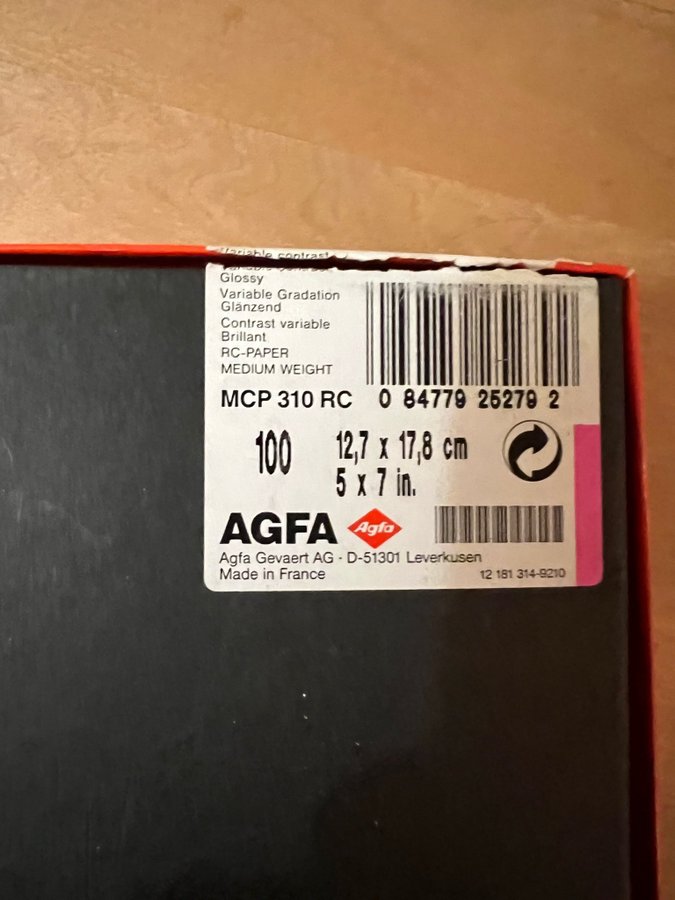 Variable contrast
Glossy
Variable Gradation
Glänzend
Contrast variable
Brillant
RC-PAPER
MEDIUM WEIGHT
MCP 310 RC
0 84779 25279 2
100
12,7 x 17,8 cm
5 x 7 in.
AGFA Agfa
Agfa Gevaert AG · D-51301 Leverkusen
Made in France
12 181 314-9210